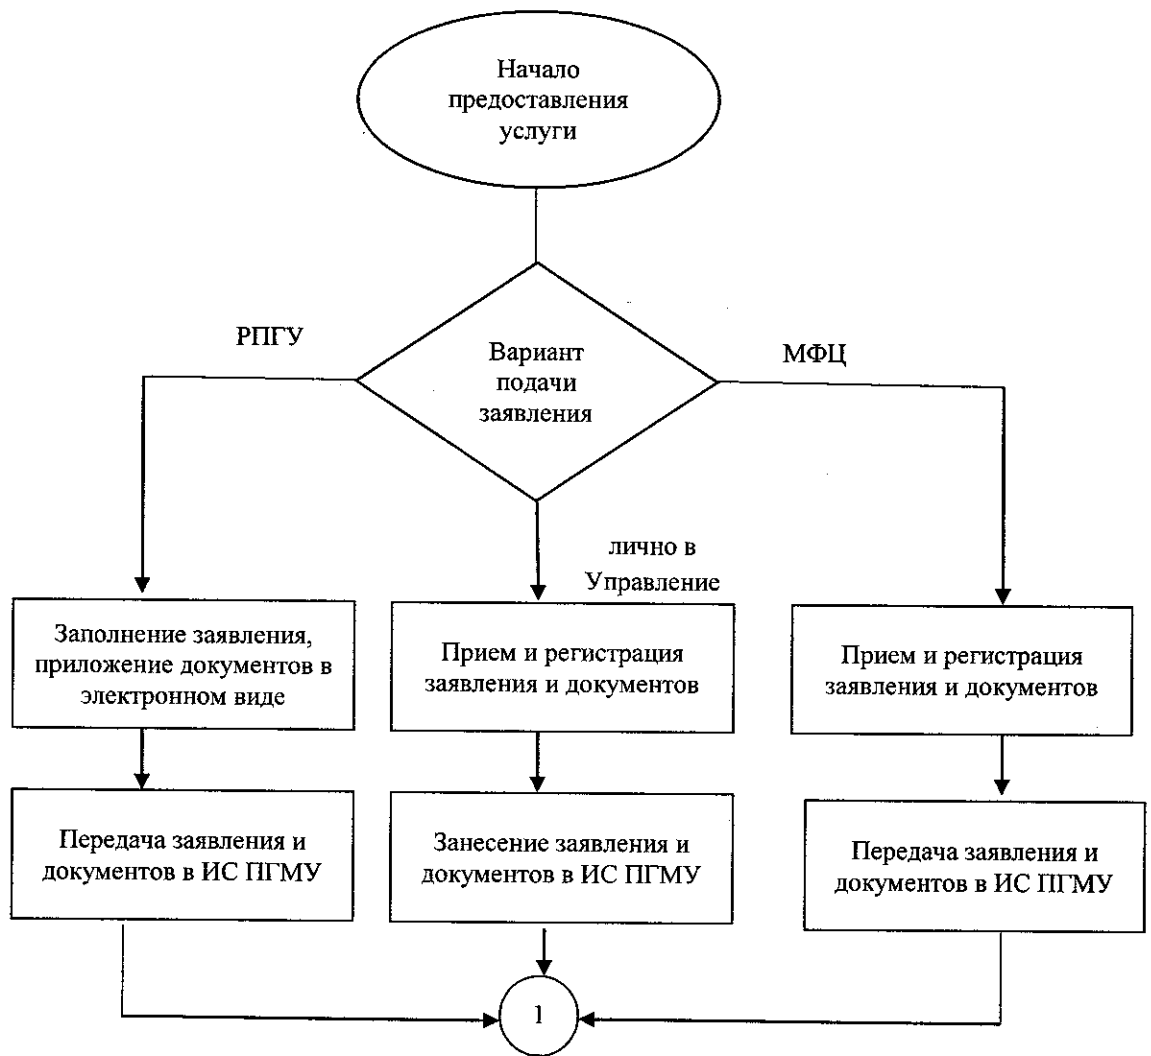 Начало
предоставления
услуги
РПГУ
Вариант
подачи
заявления
МФЦ
лично в
Управление
Заполнение заявления,
приложение документов в
электронном виде
Прием и регистрация
заявления и документов
Прием и регистрация
заявления и документов
Передача заявления и
документов в ИС ПГМУ
Занесение заявления и
документов в ИС ПГМУ
Передача заявления и
документов в ИС ПГМУ
1